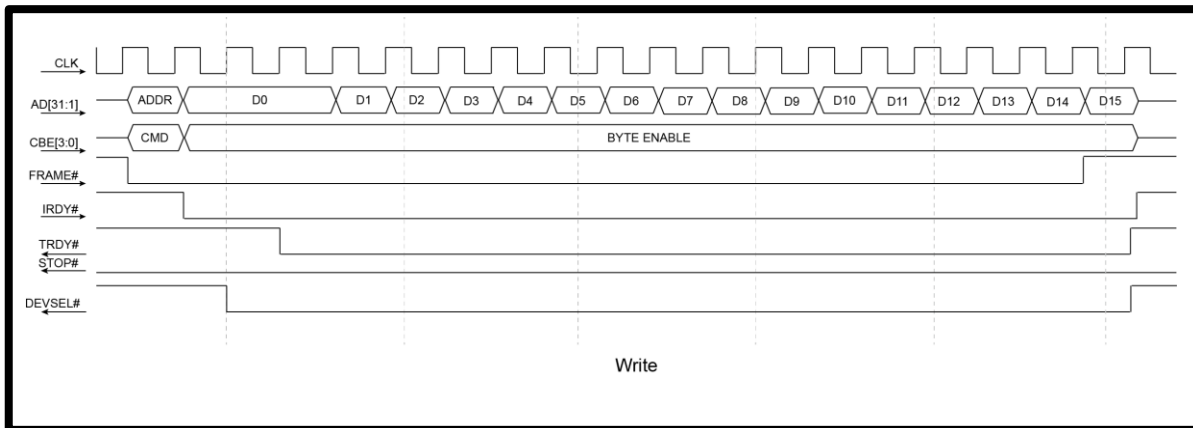 CLK
AD[31:1] ADDR D0 D1 D2 D3 D4 D5 D6 D7 D8 D9 D10 D11 D12 D13 D14 D15
CBE[3:0] CMD BYTE ENABLE
FRAME#
IRDY#
TRDY#
STOP#
DEVSEL#
Write